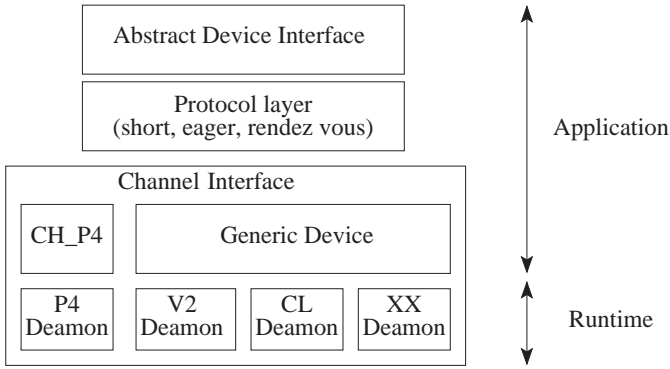 Abstract Device Interface
Protocol layer
(short, eager, rendez vous)
Application
Channel Interface
CH_P4
Generic Device
P4
Deamon
V2
Deamon
CL
Deamon
XX
Deamon
Runtime